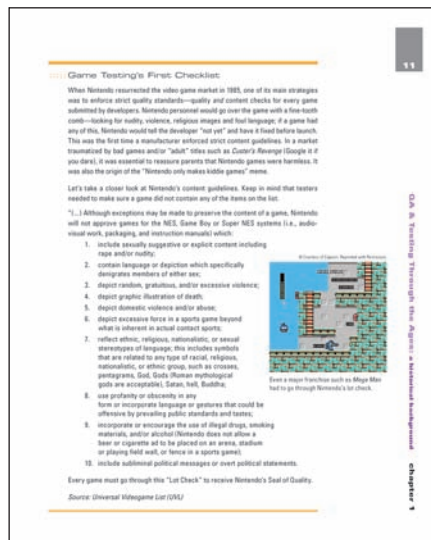 11
Game Testing's First Checklist
When Nintendo resurrected the video game market in 1985, one of its main strategies
was to enforce strict quality standards—quality and content checks for every game
submitted by developers. Nintendo personnel would go over the game with a fine-tooth
comb—looking for nudity, violence, religious images and foul language; if a game had
any of this, Nintendo would tell the developer "not yet" and have it fixed before launch.
This was the first time a manufacturer enforced strict content guidelines. In a market
traumatized by bad games and/or "adult" titles such as Custer's Revenge (Google it if
you dare), it was essential to reassure parents that Nintendo games were harmless. It
was also the origin of the "Nintendo only makes kiddie games" meme.
Let's take a closer look at Nintendo's content guidelines. Keep in mind that testers
needed to make sure a game did not contain any of the items on the list.
"(...) Although exceptions may be made to preserve the content of a game, Nintendo
will not approve games for the NES, Game Boy or Super NES systems (i.e., audio-
visual work, packaging, and instruction manuals) which:
1. include sexually suggestive or explicit content including
rape and/or nudity;
2. contain language or depiction which specifically
denigrates members of either sex;
3. depict random, gratuitous, and/or excessive violence;
4. depict graphic illustration of death;
5. depict domestic violence and/or abuse;
6. depict excessive force in a sports game beyond
what is inherent in actual contact sports;
7. reflect ethnic, religious, nationalistic, or sexual
stereotypes of language; this includes symbols
that are related to any type of racial, religious,
nationalistic, or ethnic group, such as crosses,
pentagrams, God, Gods (Roman mythological
gods are acceptable), Satan, hell, Buddha;
8. use profanity or obscenity in any
form or incorporate language or gestures that could be
offensive by prevailing public standards and tastes;
9. incorporate or encourage the use of illegal drugs, smoking
materials, and/or alcohol (Nintendo does not allow a
beer or cigarette ad to be placed on an arena, stadium
or playing field wall, or fence in a sports game);
10. include subliminal political messages or overt political statements.
© Courtesy of Capcom. Reprinted with Permission.
Even a major franchise such as Mega Man
had to go through Nintendo's lot check.
Every game must go through this "Lot Check" to receive Nintendo's Seal of Quality.
Source: Universal Videogame List (UVL)
QA & Testing Through the Ages: a historical background chapter 1